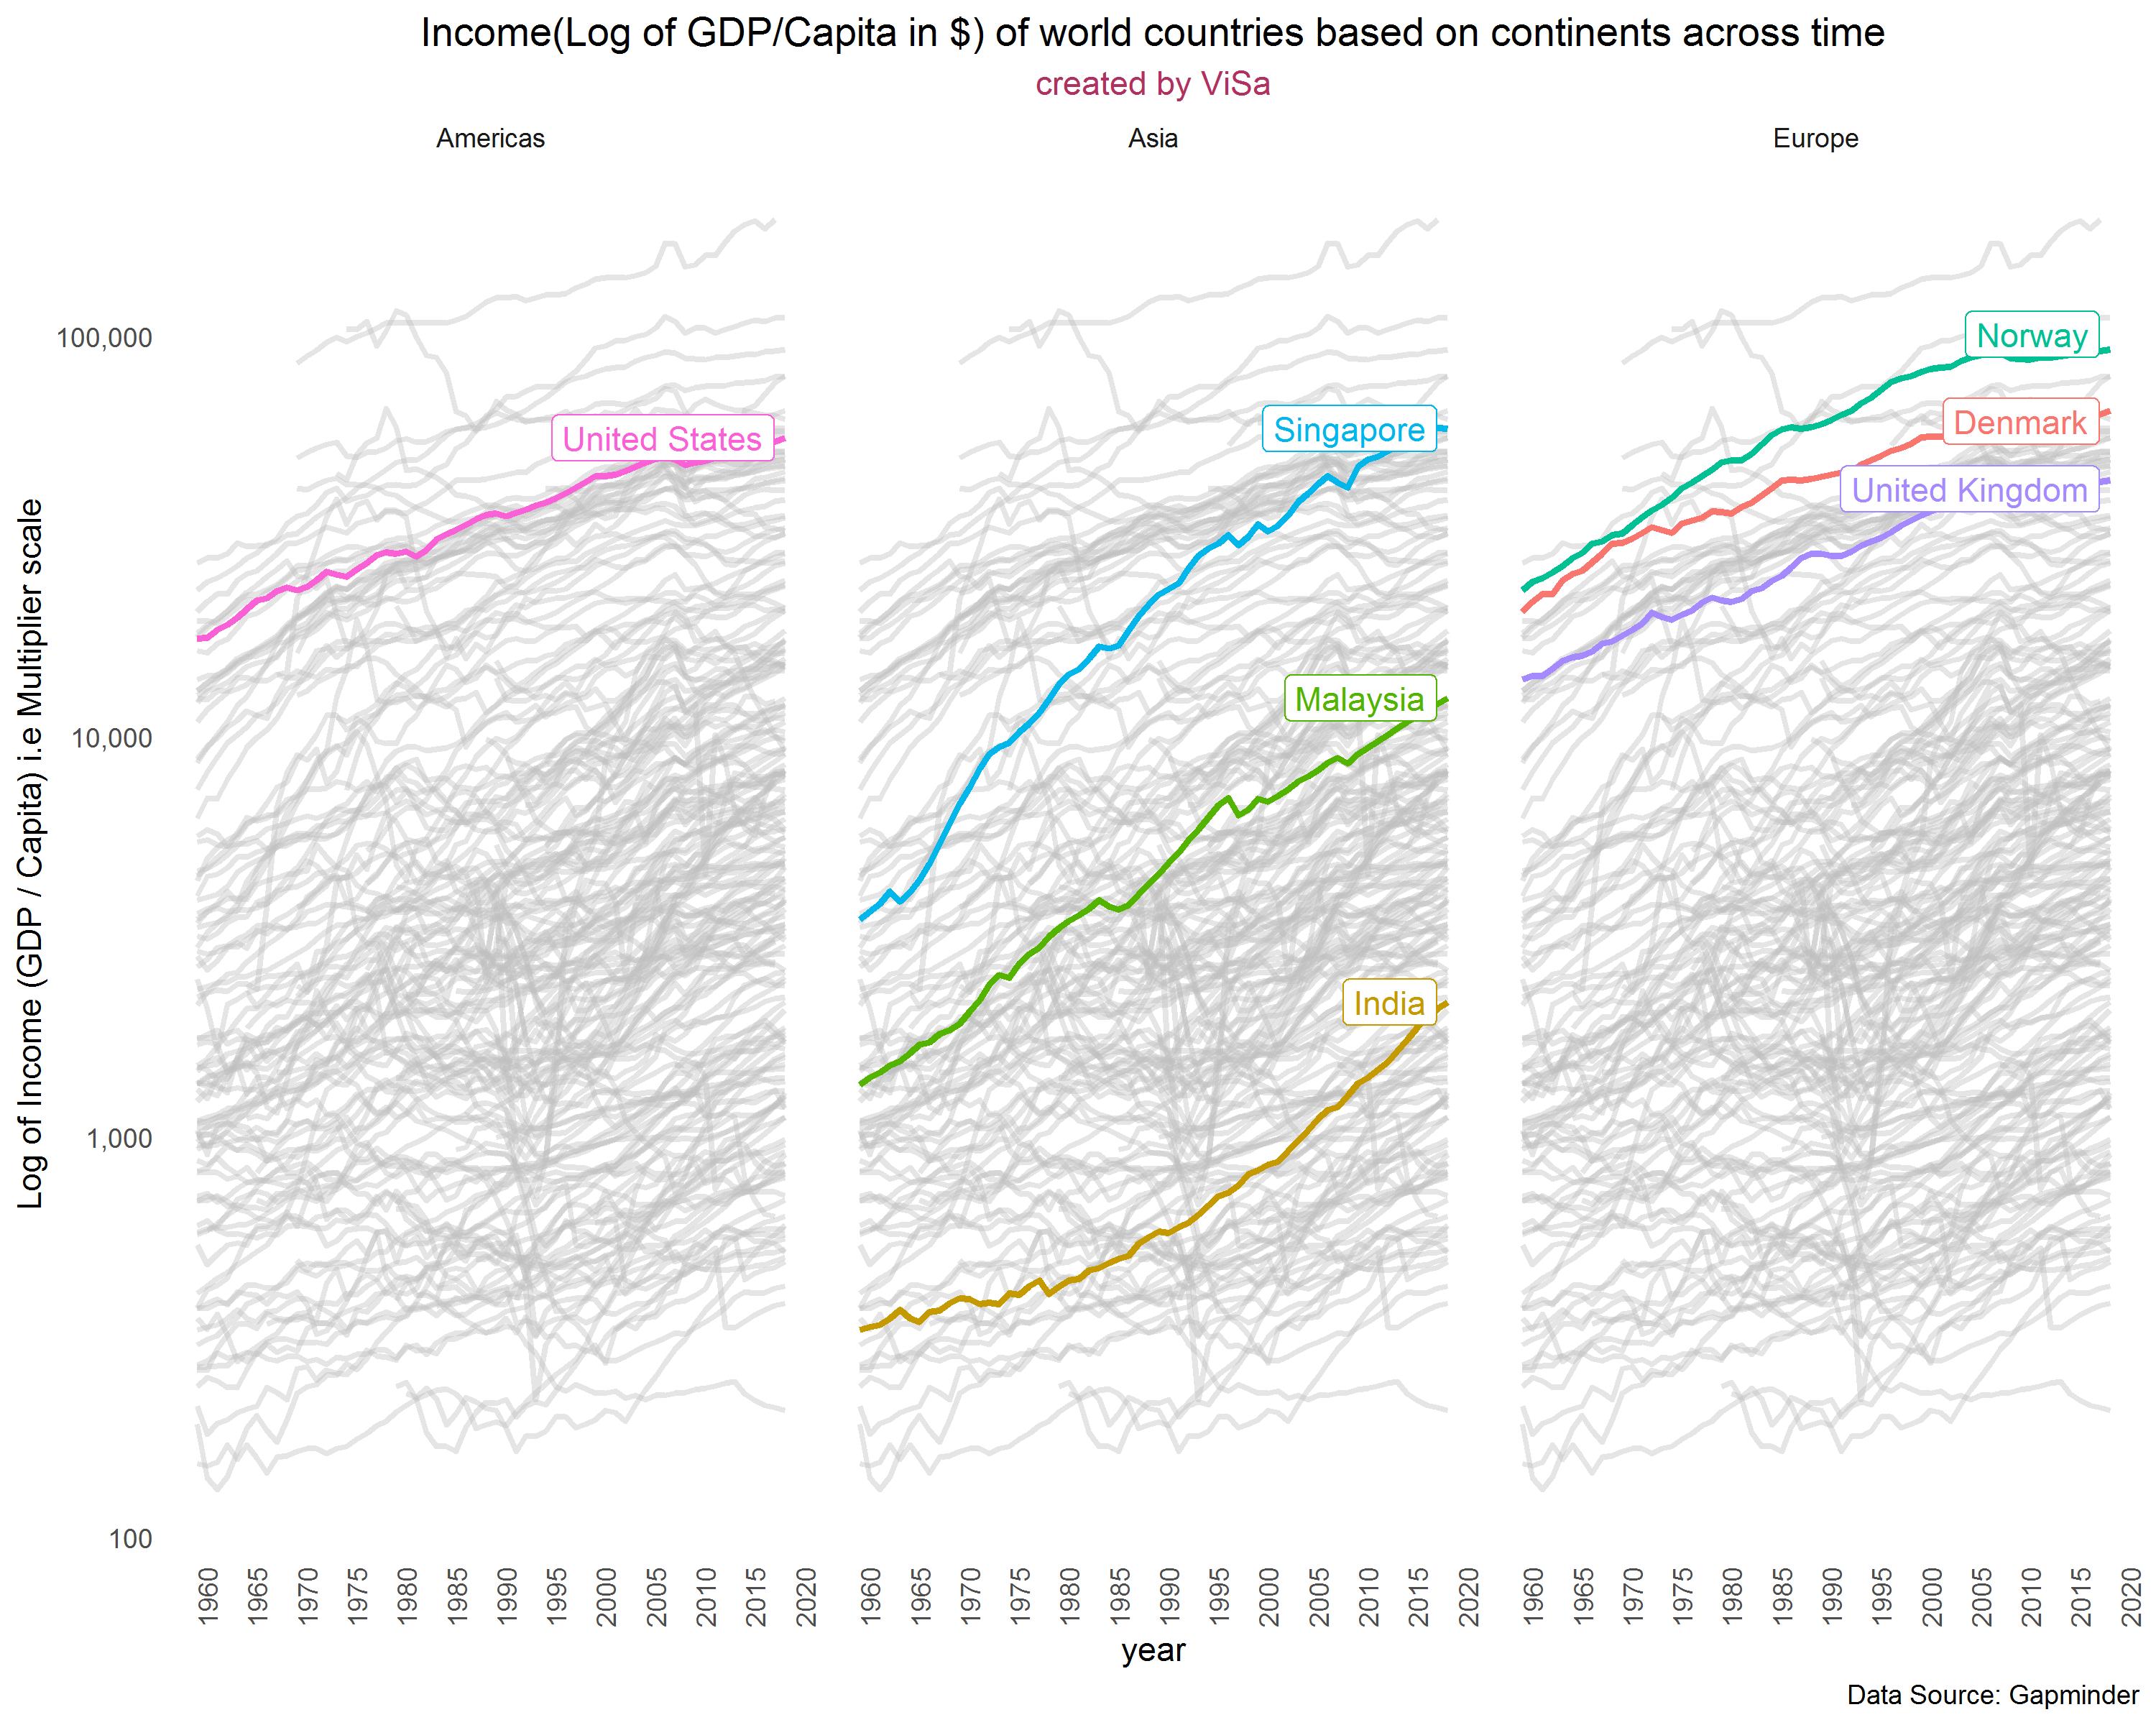 Income(Log of GDP/Capita in $) of world countries based on continents across time
created by ViSa
Americas
Asia
Europe
Log of Income (GDP / Capita) i.e Multiplier scale
100,000
10,000
1,000
100
United States
Singapore
Malaysia
India
Norway
Denmark
United Kingdom
1960 1965 1970 1975 1980 1985 1990 1995 2000 2005 2010 2015 2020
1960 1965 1970 1975 1980 1985 1990 1995 2000 2005 2010 2015 2020
1960 1965 1970 1975 1980 1985 1990 1995 2000 2005 2010 2015 2020
year
Data Source: Gapminder